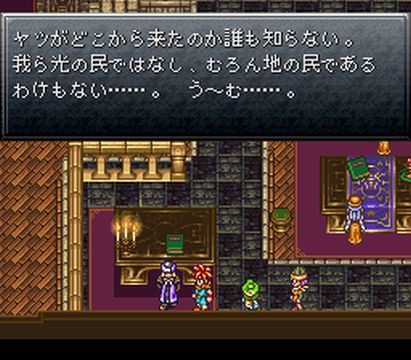 ヤツがどこから来たのか誰も知らない。
我ら光の民ではなし、むろん地の民である
わけもない……。　う～む……。